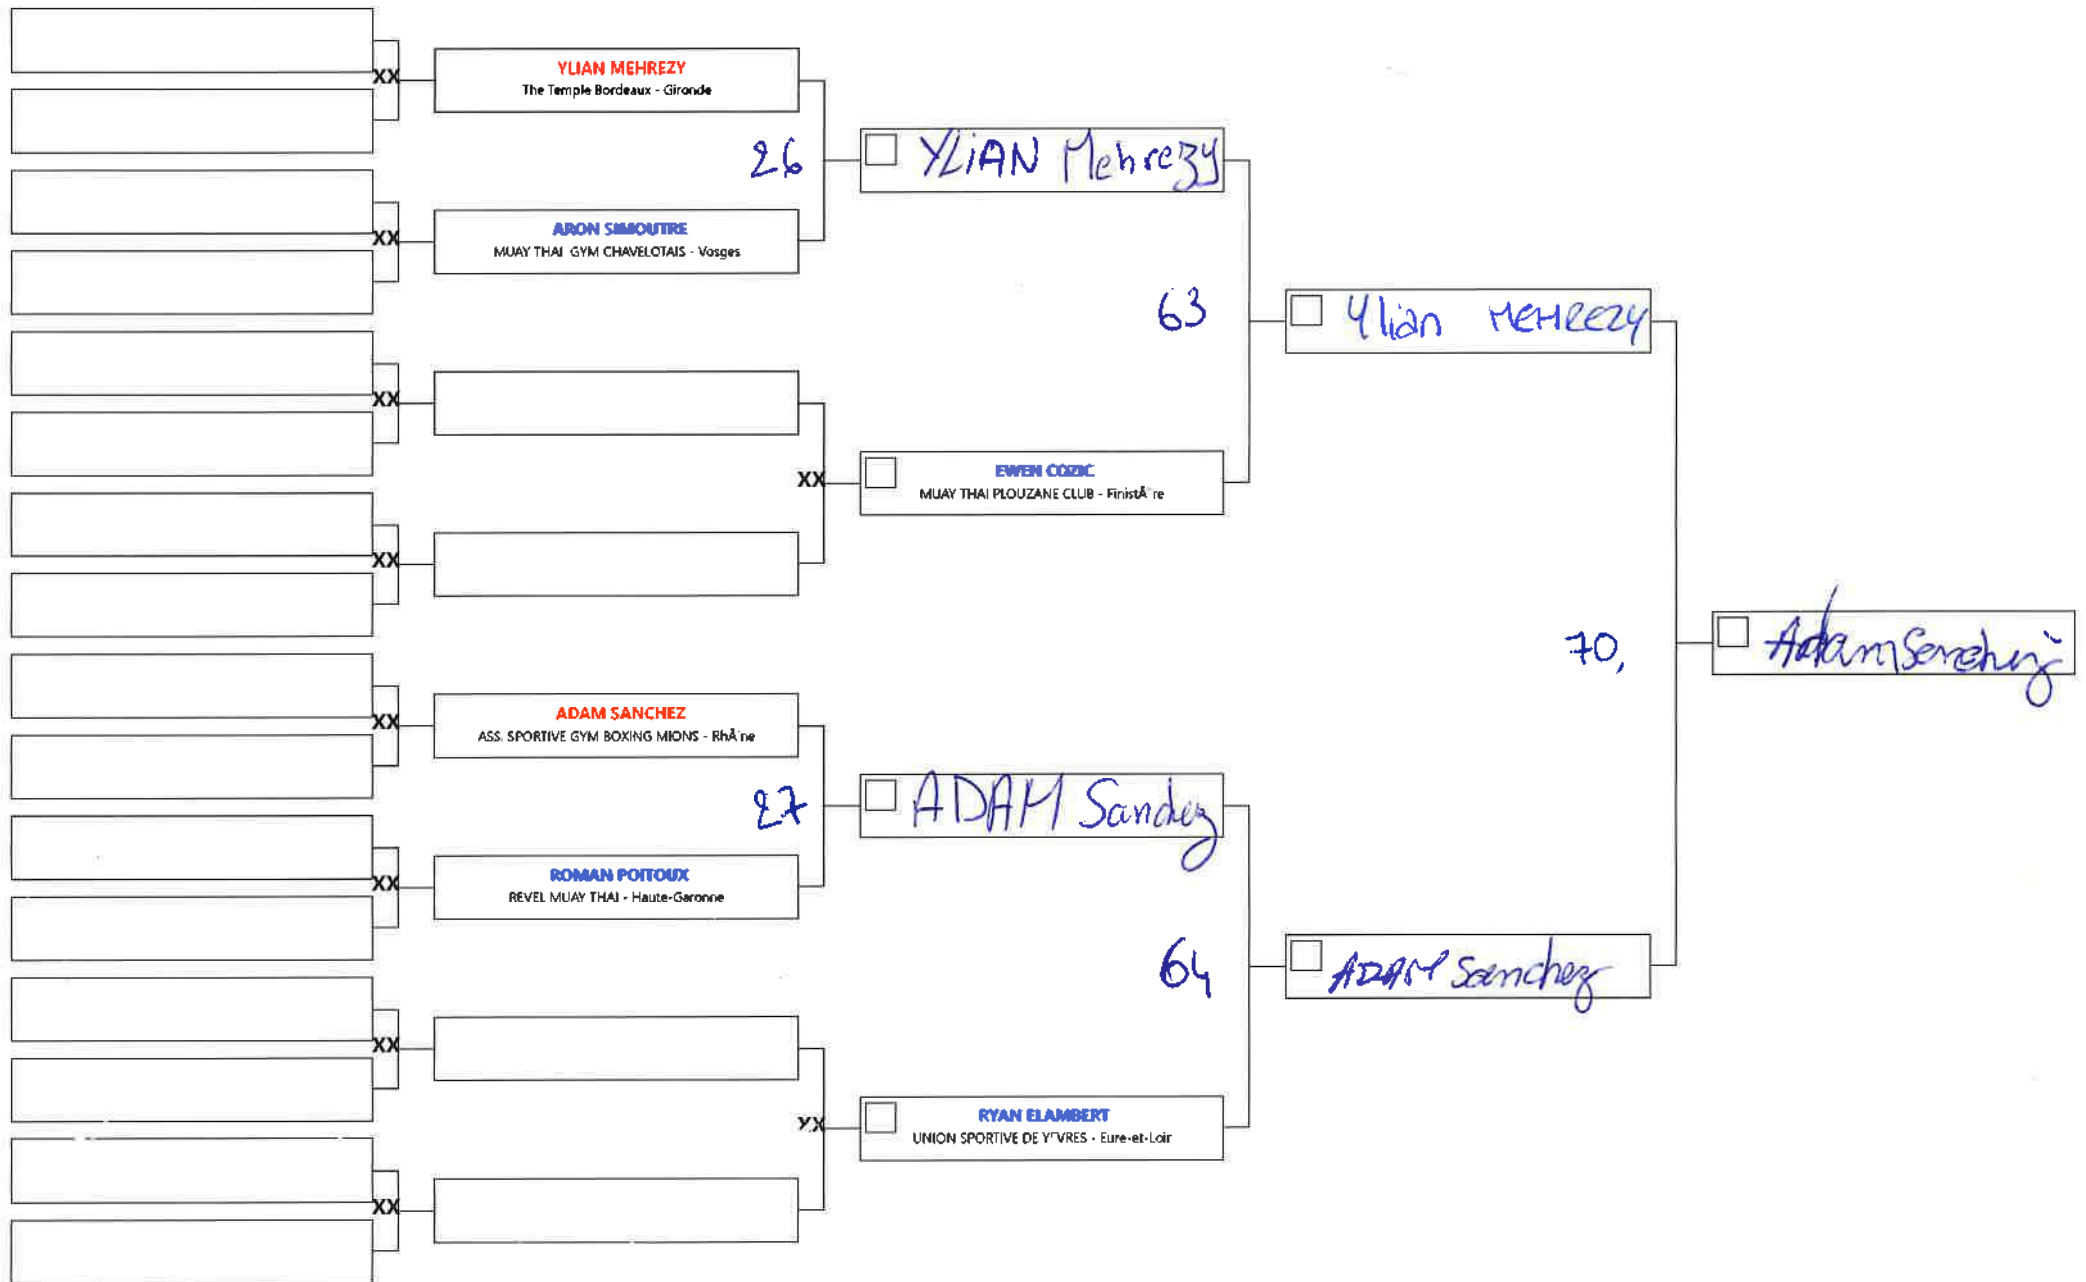 XX
YLIAN MEHREZY
The Temple Bordeaux - Gironde
26
YLiAN Mehrezy
XX
ARON SIMOUTRE
MUAY THAI GYM CHAVELOTAIS - Vosges
63
Ylian MEHREZY
XX
XX
EWEN COZIC
MUAY THAI PLOUZANE CLUB - FinistÃ¨re
XX
70,
Adam Sanchez
XX
ADAM SANCHEZ
ASS. SPORTIVE GYM BOXING MIONS - RhÃ´ne
27
ADAM Sanchez
XX
ROMAN POITOUX
REVEL MUAY THAI - Haute-Garonne
64
ADAM Sanchez
XX
XX
RYAN ELAMBERT
UNION SPORTIVE DE - Eure-et-Loir
XX